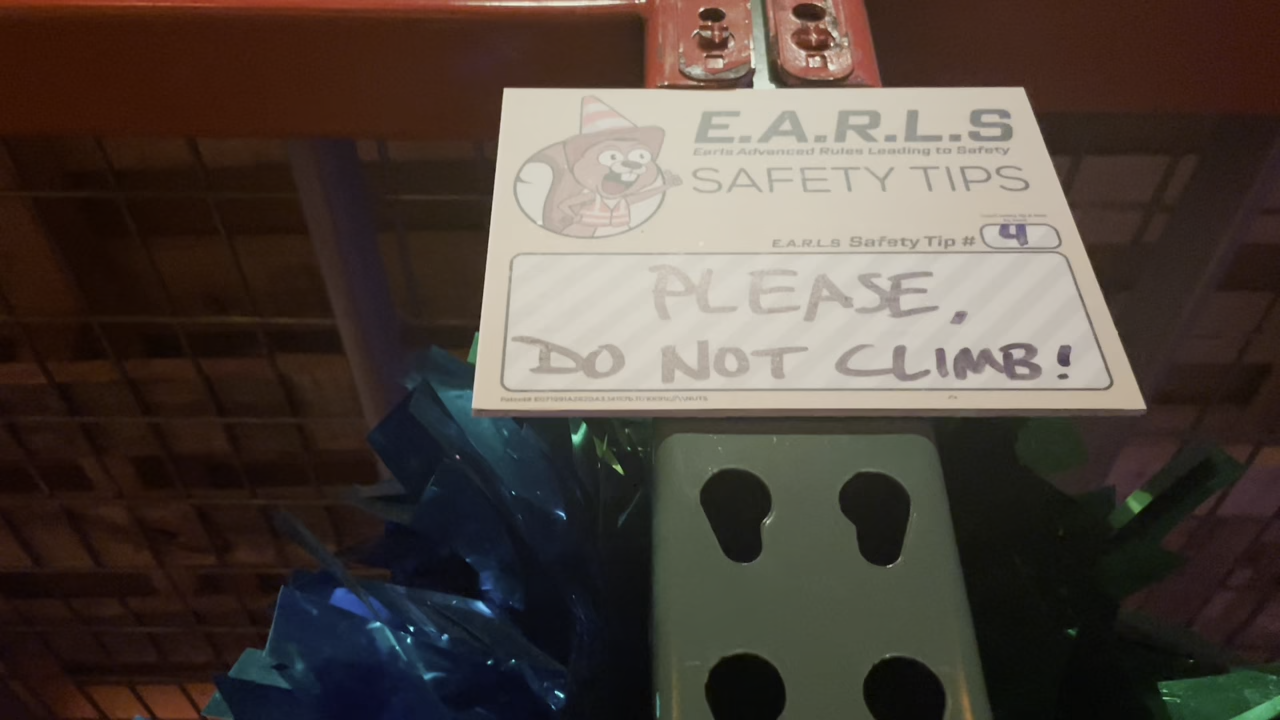 E.A.R.L.S
Earls Advanced Rules Leading to Safety
SAFETY TIPS
E.A.R.L.S Safety Tip # 4
PLEASE,
DO NOT CLIMB!